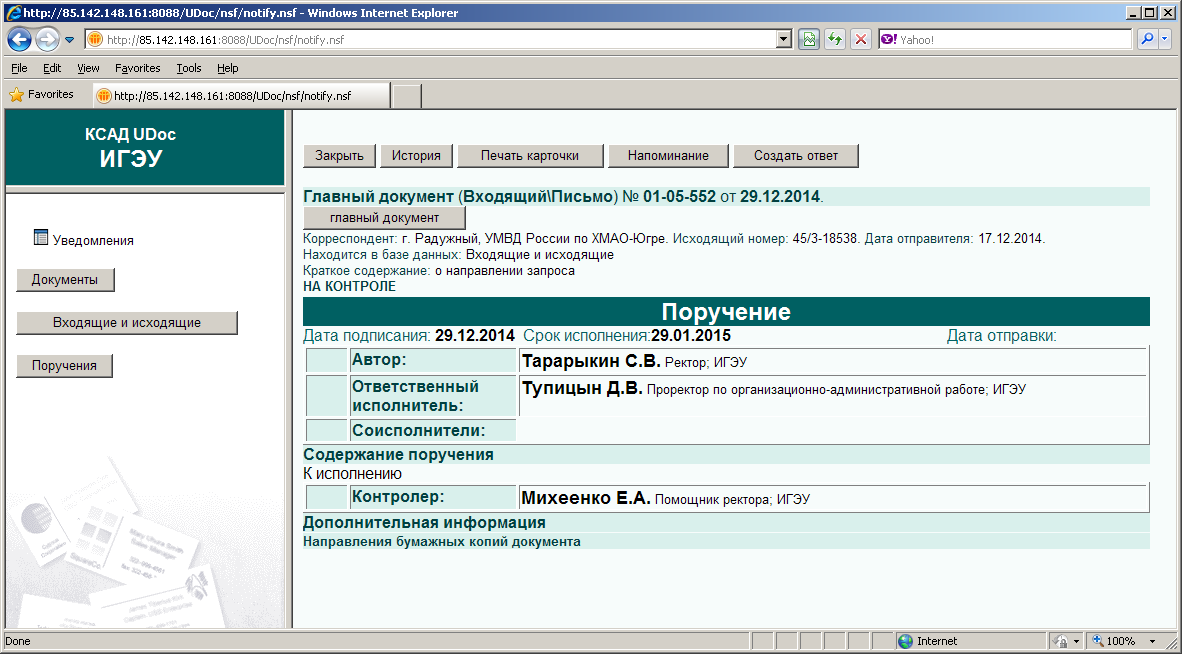 http://85.142.148.161:8088/UDoc/nsf/notify.nsf - Windows Internet Explorer
http://85.142.148.161:8088/UDoc/nsf/notify.nsf Yahoo!
File Edit View Favorites Tools Help
Favorites http://85.142.148.161:8088/UDoc/nsf/notify.nsf
КСАД UDoc
ИГЭУ
Уведомления
Документы
Входящие и исходящие
Поручения
Закрыть История Печать карточки Напоминание Создать ответ
Главный документ (Входящий\Письмо) № 01-05-552 от 29.12.2014.
главный документ
Корреспондент: г. Радужный, УМВД России по ХМАО-Югре. Исходящий номер: 45/3-18538. Дата отправителя: 17.12.2014.
Находится в базе данных: Входящие и исходящие
Краткое содержание: о направлении запроса
НА КОНТРОЛЕ
Поручение
Дата подписания: 29.12.2014 Срок исполнения:29.01.2015 Дата отправки:
Автор: Тарарыкин С.В. Ректор; ИГЭУ
Ответственный исполнитель: Тупицын Д.В. Проректор по организационно-административной работе; ИГЭУ
Соисполнители:
Содержание поручения
К исполнению
Контролер: Михеенко Е.А. Помощник ректора; ИГЭУ
Дополнительная информация
Направления бумажных копий документа
Done Internet 100%